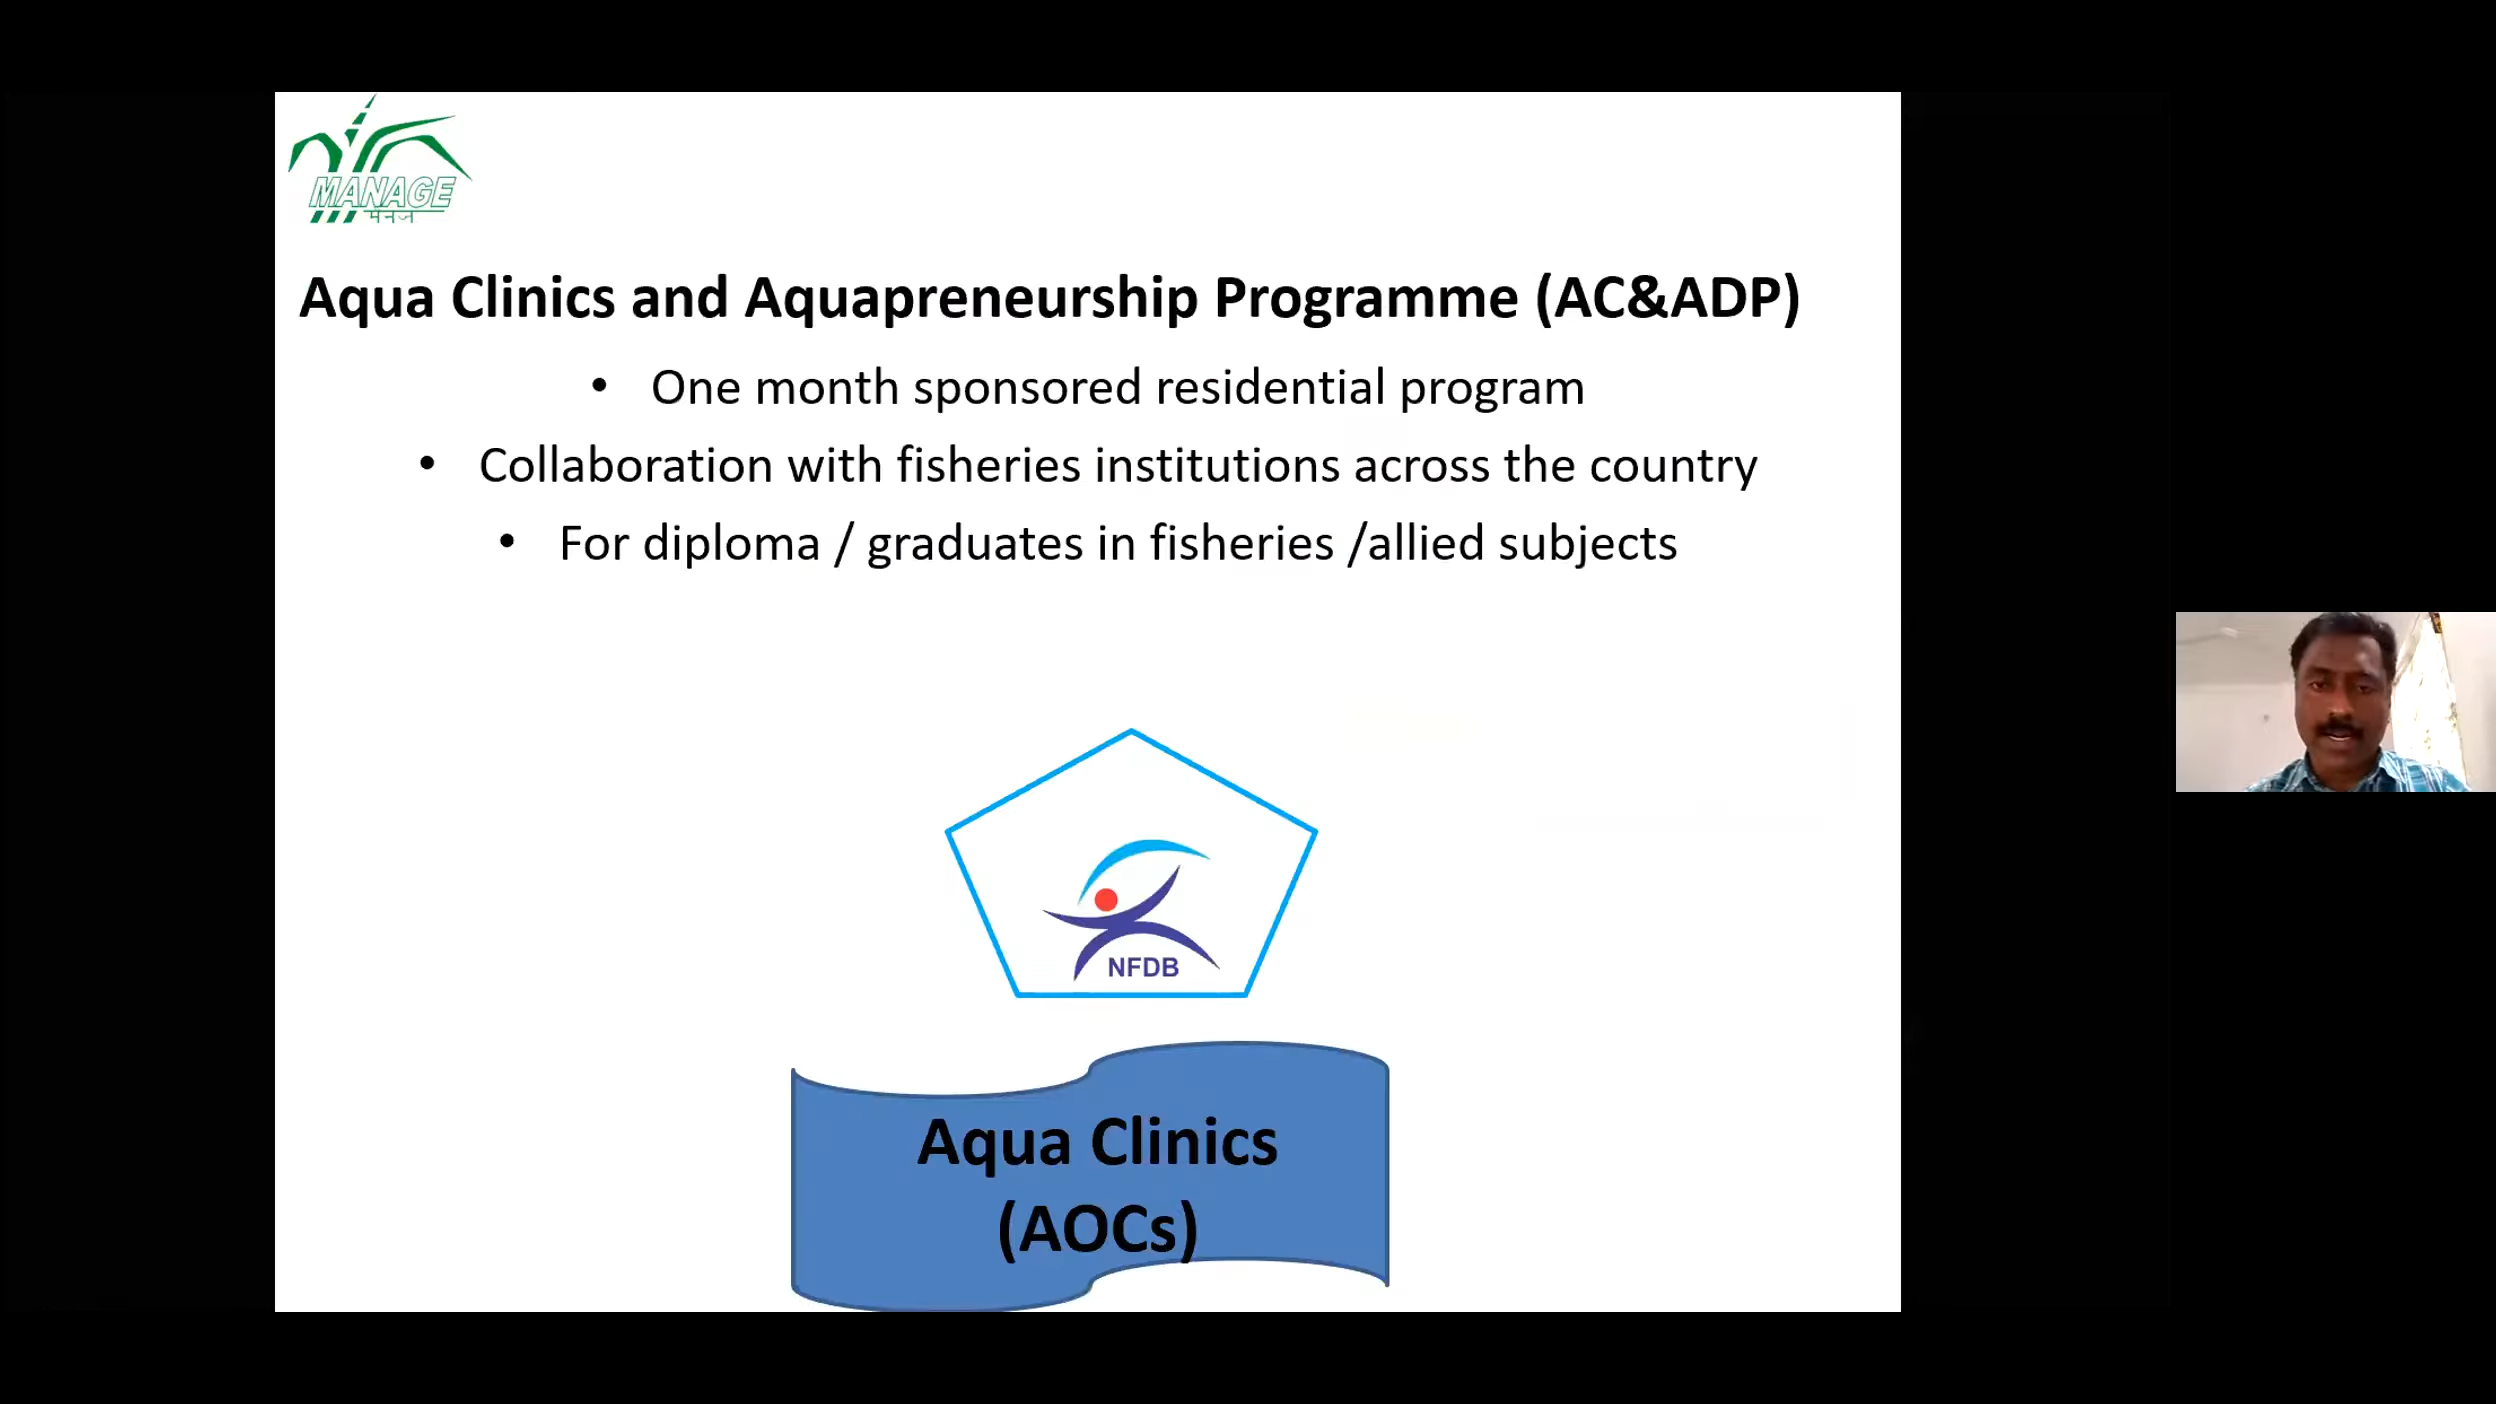 MANAGE
मैनेज
Aqua Clinics and Aquapreneurship Programme (AC&ADP)
• One month sponsored residential program
• Collaboration with fisheries institutions across the country
• For diploma / graduates in fisheries /allied subjects
NFDB
Aqua Clinics
(AOCs)